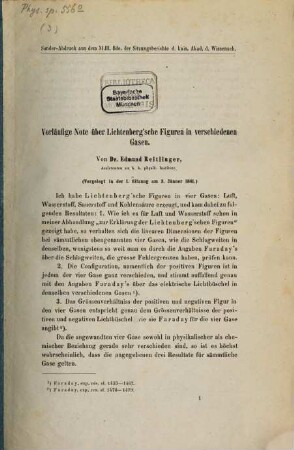 Phys. sp. 556 a
(3)
Sonder-Abdruck aus dem XLIII. Bde. der Sitzungsberichte d. kais. Akad. d. Wissensch.
Bayerische
Staatsbibliothek
München
Vorläufige Note über Lichtenberg'sche Figuren in verschiedenen
Gasen.
Von Dr. Edmund Reitlinger,
Assistenten am k. k. physik. Institute.
(Vorgelegt in der 1. Sitzung am 3. Jänner 1861.)
Ich habe Lichtenberg'sche Figuren in vier Gasen: Luft,
Wasserstoff, Sauerstoff und Kohlensäure erzeugt, und kam dabei zu fol-
genden Resultaten: 1. Wie ich es für Luft und Wasserstoff schon in
meiner Abhandlung „zur Erklärung der Lichtenberg'schen Figuren“
gezeigt habe, so verhalten sich die linearen Dimensionen der Figuren
bei sämmtlichen obengenannten vier Gasen, wie die Schlagweiten in
denselben, wenigstens so weit man es durch die Angaben Faraday's
über die Schlagweiten, die grosse Fehlergrenzen haben, prüfen kann.
2. Die Configuration, namentlich der positiven Figuren ist in
jedem der vier Gase ganz verschieden, und stimmt auffallend genau
mit den Angaben Faraday's über das elektrische Lichtbüschel in
denselben verschiedenen Gasen ¹).
3. Das Grössenverhältniss der positiven und negativen Figur in
den vier Gasen entspricht genau dem Grössenverhältnisse der posi-
tiven und negativen Lichtbüschel, wie sie Faraday für die vier Gase
angibt ²).
Da die angewandten vier Gase sowohl in physikalischer als che-
mischer Beziehung gerade sehr verschieden sind, so ist es höchst
wahrscheinlich, dass die angegebenen drei Resultate für sämmtliche
Gase gelten.
¹) Faraday, exp. res. al.
²) Faraday, exp. res. al.
1